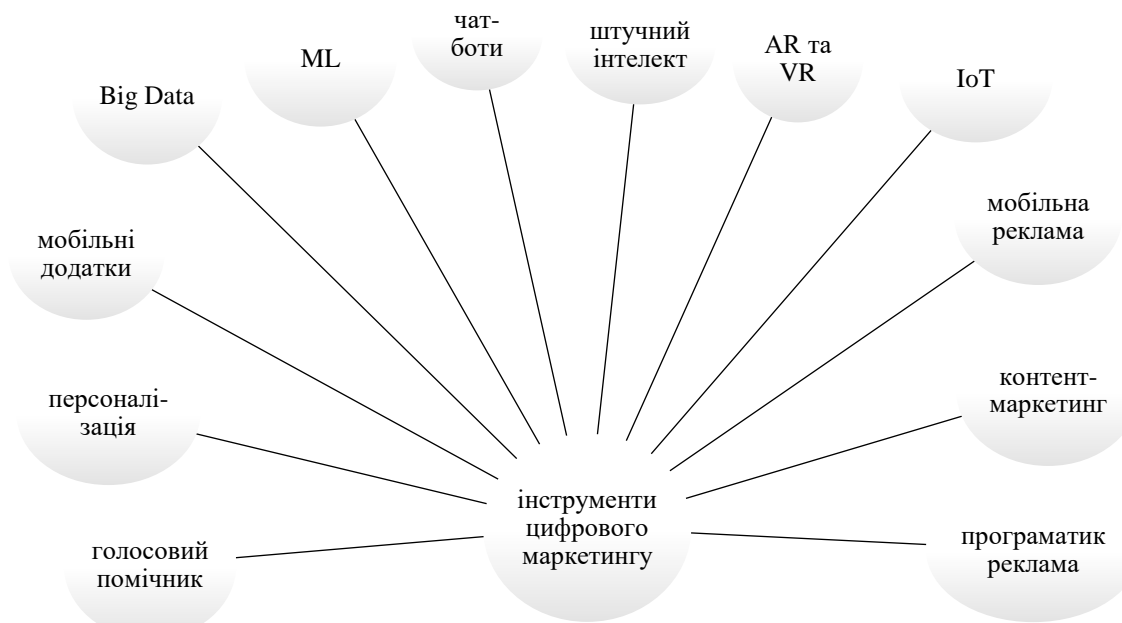 чат-
боти
штучний
інтелект
AR та
VR
ML
IoT
Big Data
мобільна
реклама
мобільні
додатки
контент-
маркетинг
персоналі-
зація
інструменти
цифрового
маркетингу
програматик
реклама
голосовий
помічник